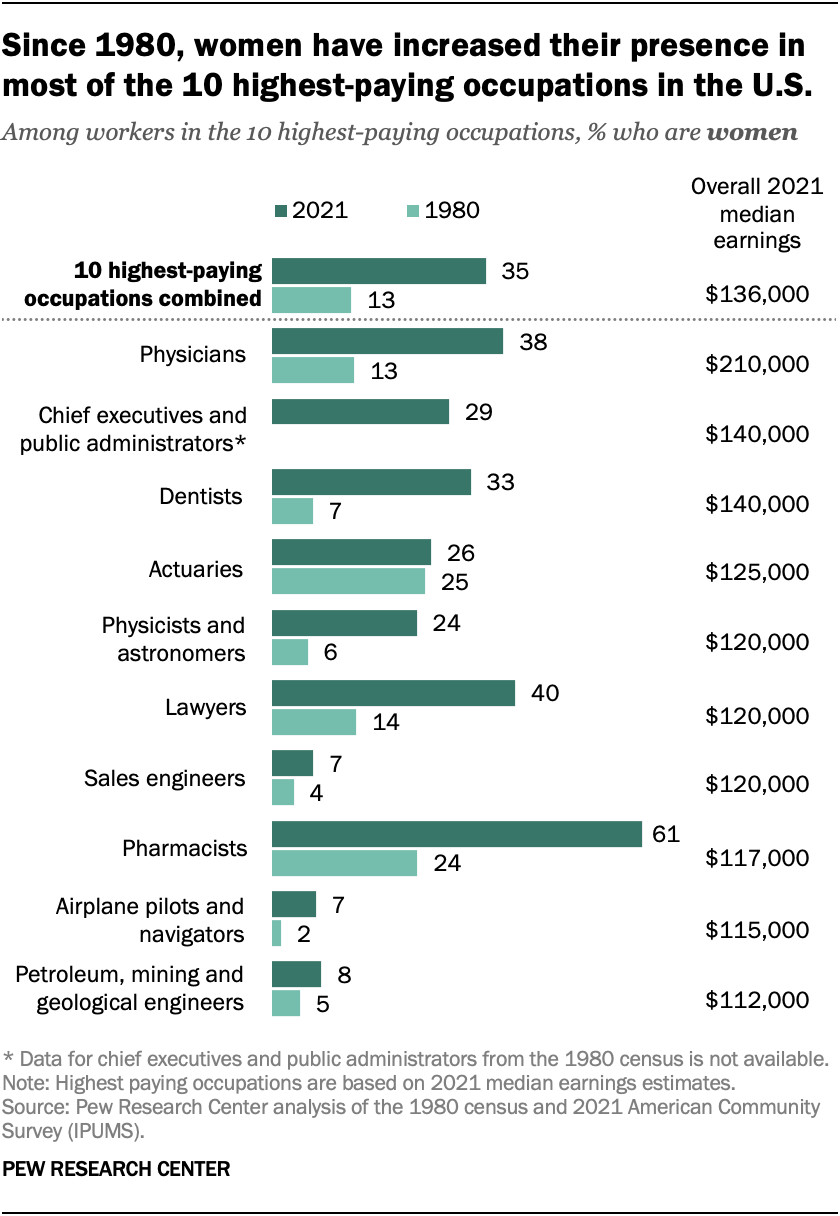 Since 1980, women have increased their presence in
most of the 10 highest-paying occupations in the U.S.
Among workers in the 10 highest-paying occupations, % who are women
2021 1980
Overall 2021
median
earnings
10 highest-paying
occupations combined
35
13
$136,000
Physicians
38
13
$210,000
Chief executives and
public administrators*
29
$140,000
Dentists
33
7
$140,000
Actuaries
26
25
$125,000
Physicists and
astronomers
24
6
$120,000
Lawyers
40
14
$120,000
Sales engineers
7
4
$120,000
Pharmacists
61
24
$117,000
Airplane pilots and
navigators
7
2
$115,000
Petroleum, mining and
geological engineers
8
5
$112,000
* Data for chief executives and public administrators from the 1980 census is not available.
Note: Highest paying occupations are based on 2021 median earnings estimates.
Source: Pew Research Center analysis of the 1980 census and 2021 American Community
Survey (IPUMS).
PEW RESEARCH CENTER